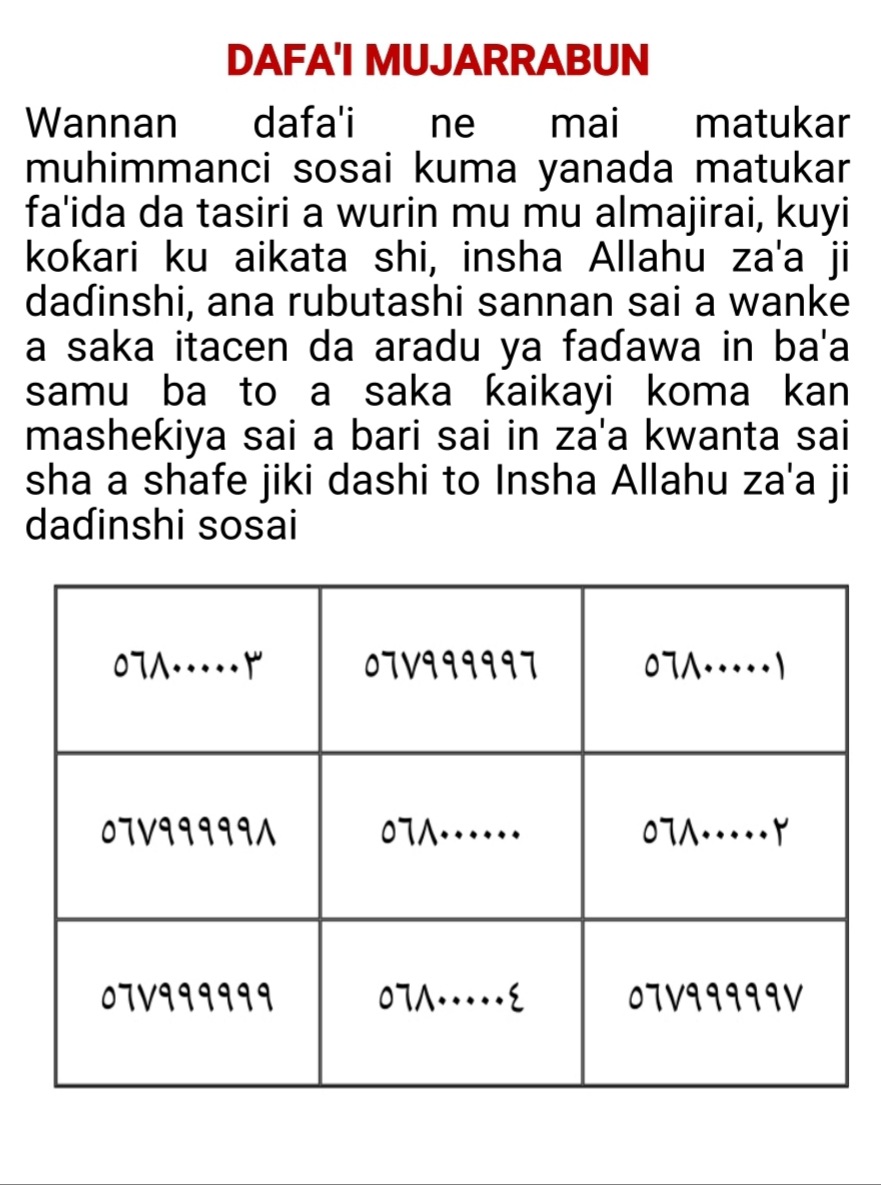 DAFA'I MUJARRABUN
Wannan dafa'i ne mai matukar
muhimmanci sosai kuma yanada matukar
fa'ida da tasiri a wurin mu mu almajirai, kuyi
koƙari ku aikata shi, insha Allahu za'a ji
daɗinshi, ana rubutashi sannan sai a wanke
a saka itacen da aradu ya faɗawa in ba'a
samu ba to a saka ƙaikayi koma kan
masheƙiya sai a bari sai in za'a kwanta sai
sha a shafe jiki dashi to Insha Allahu za'a ji
daɗinshi sosai
٥٦٨٠٠٠٠٠٣ ٥٦٧٩٩٩٩٩٦ ٥٦٨٠٠٠٠٠١
٥٦٧٩٩٩٩٩٨ ٥٦٨٠٠٠٠٠٠ ٥٦٨٠٠٠٠٠٢
٥٦٧٩٩٩٩٩٩ ٥٦٨٠٠٠٠٠٤ ٥٦٧٩٩٩٩٩٧